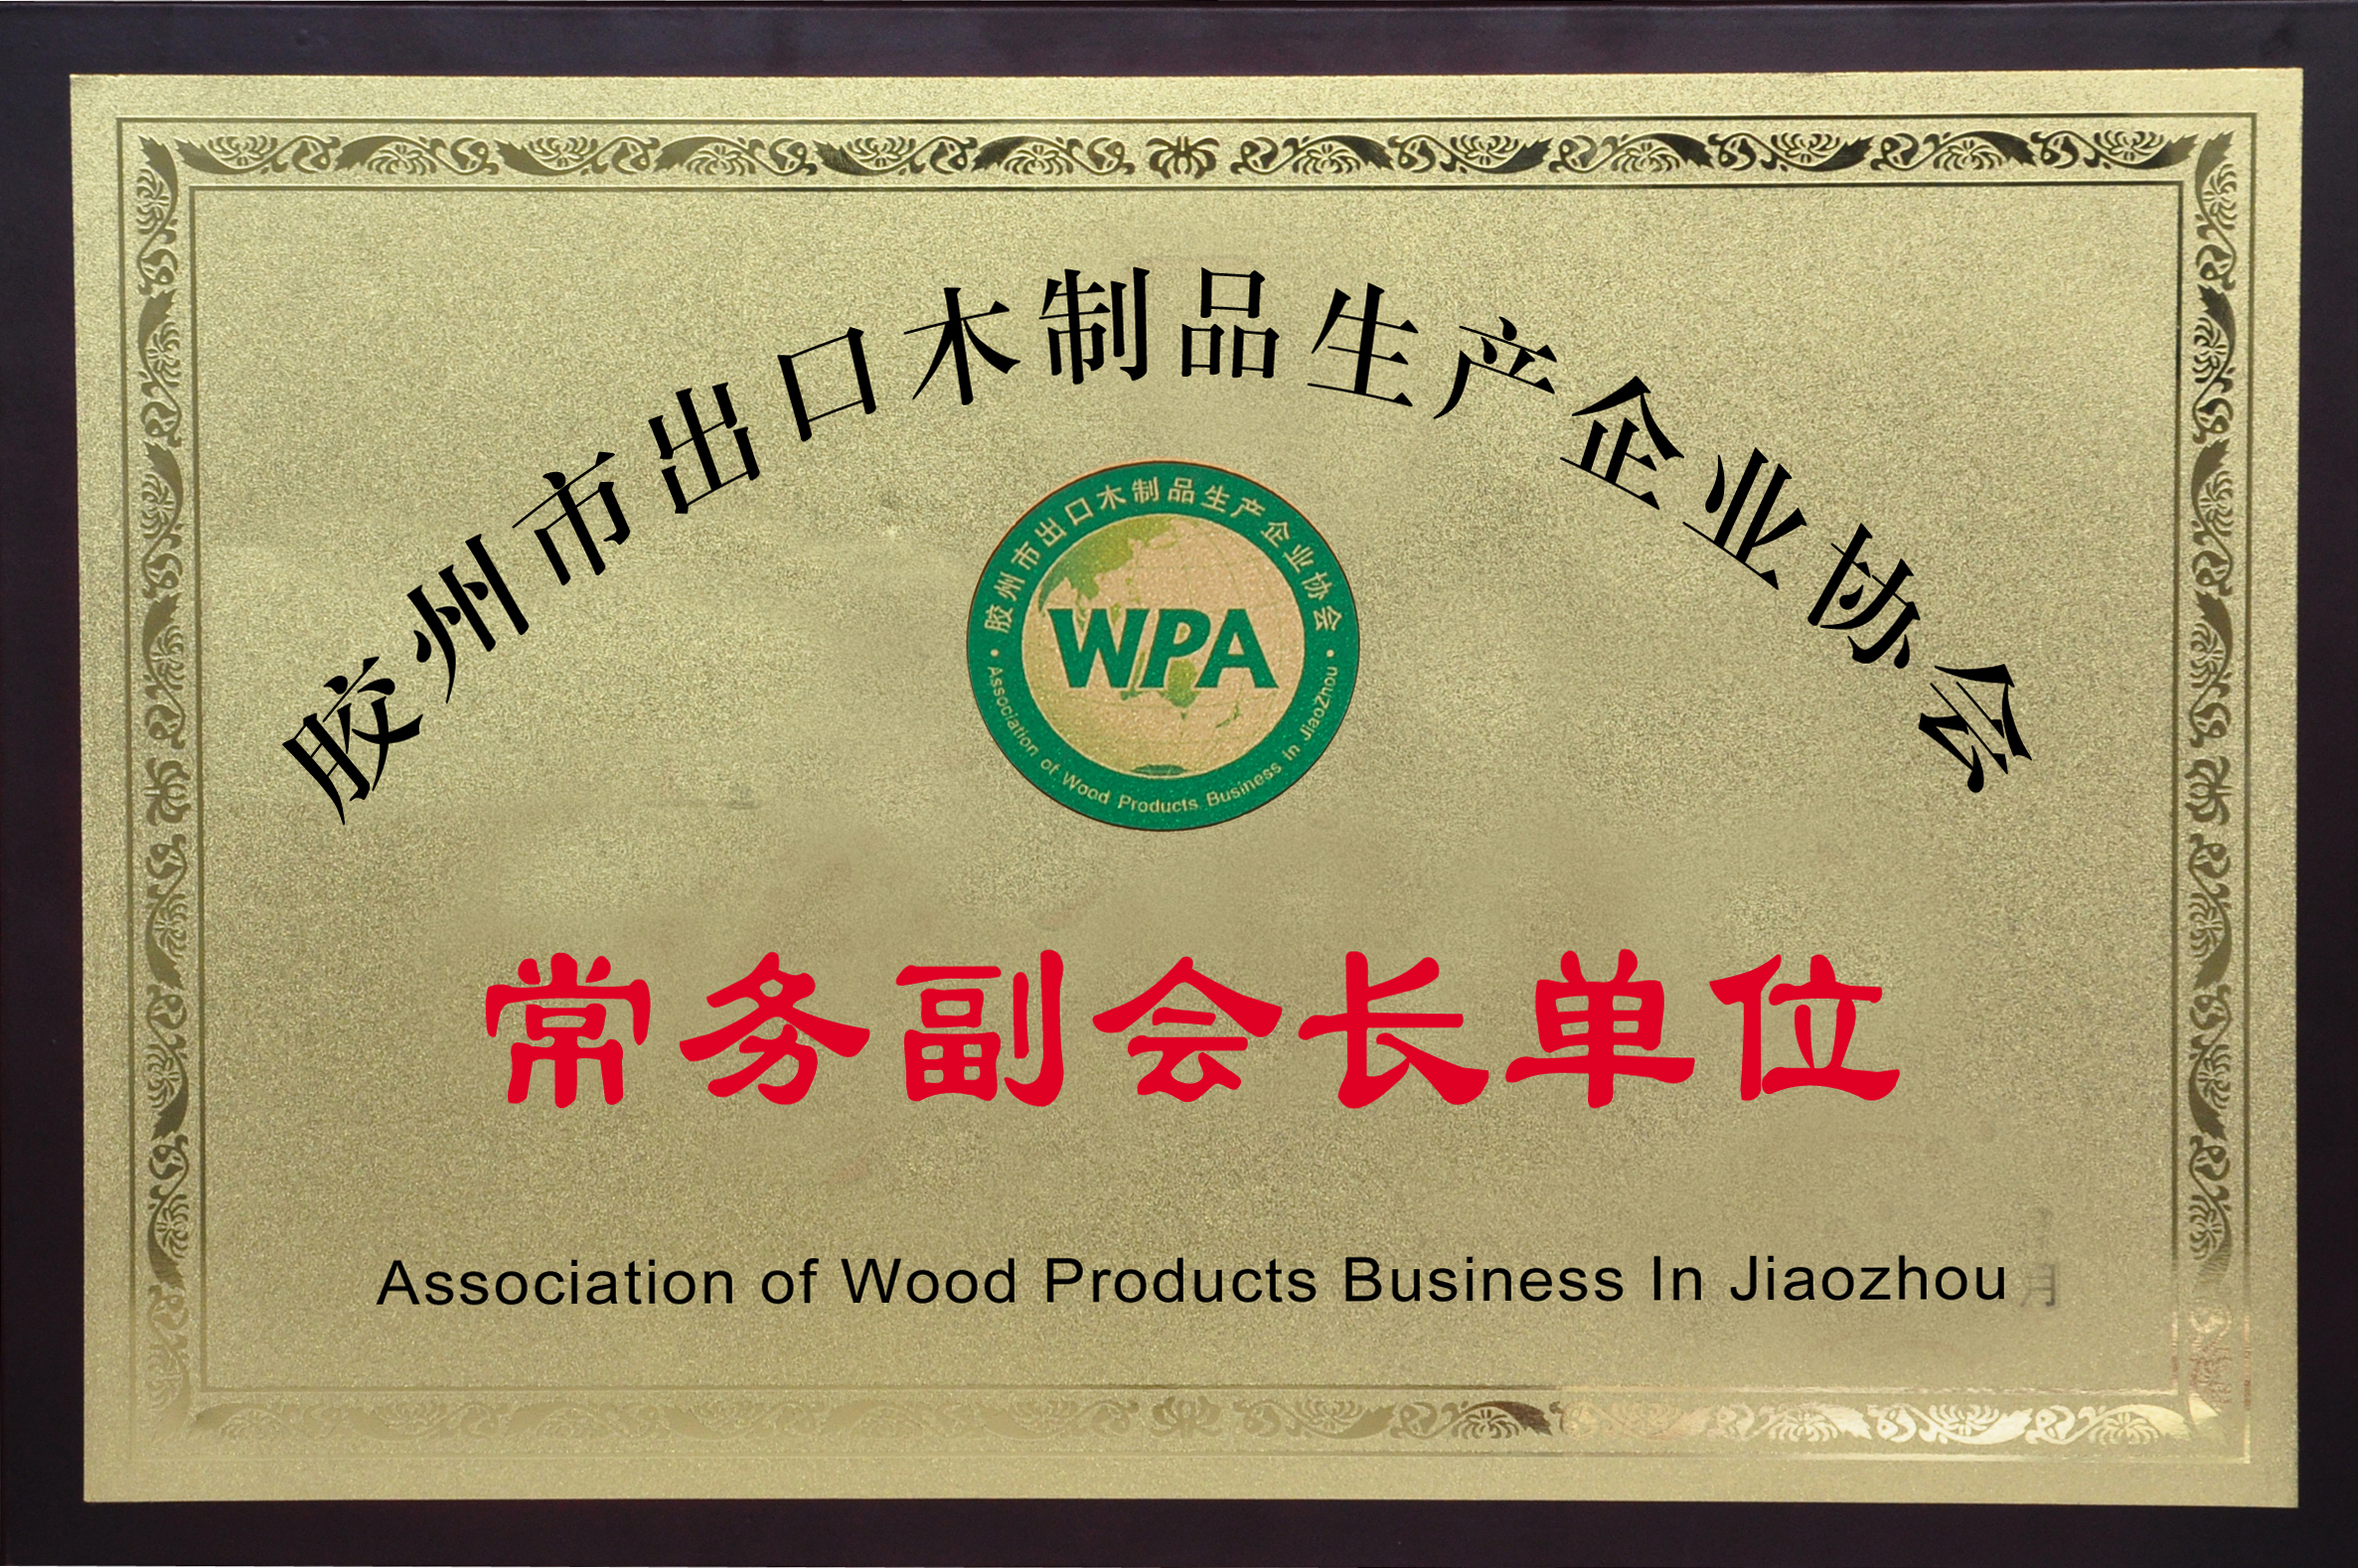 胶州市出口木制品生产企业协会
胶州市出口木制品生产企业协会
WPA
Association of Wood Products Business in JiaoZhou
常务副会长单位
Association of Wood Products Business In Jiaozhou
月